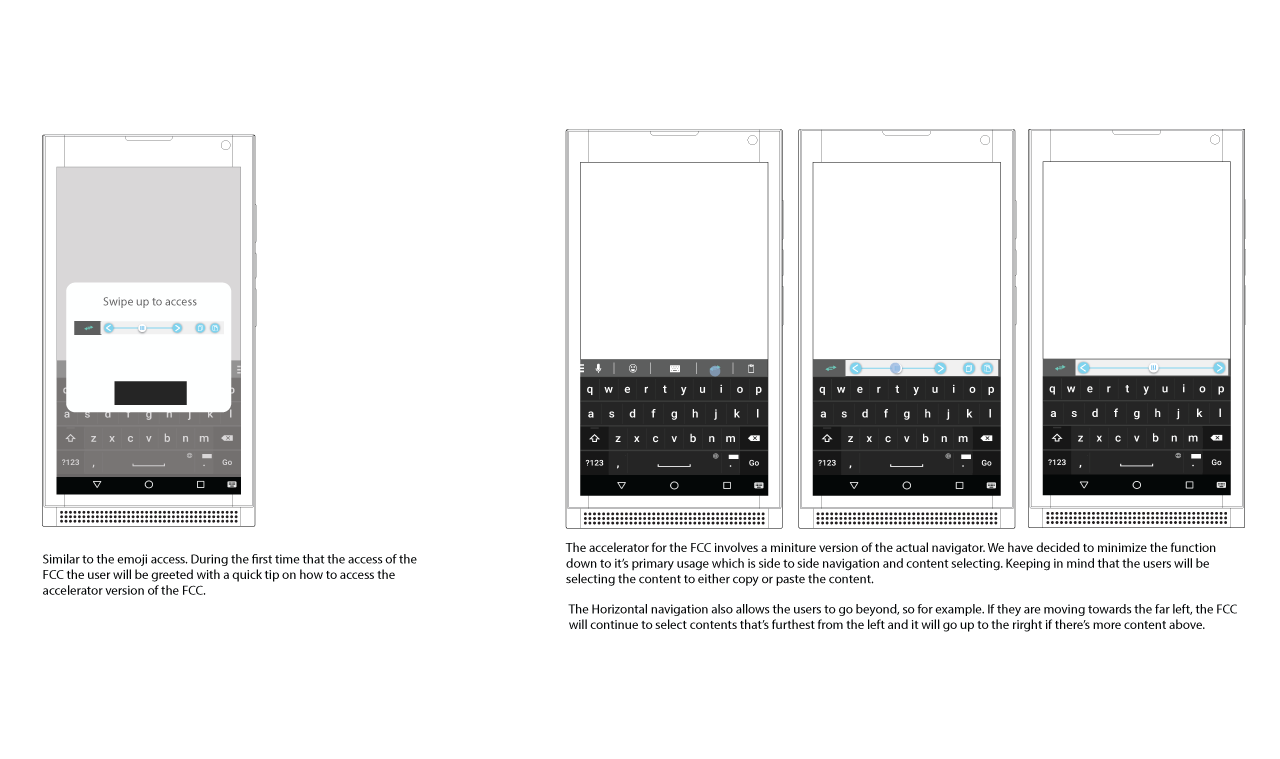 Swipe up to access
a s d f g h j k l
z x c v b n m
?123 , . Go
q w e r t y u i o p
a s d f g h j k l
z x c v b n m
?123 , . Go
q w e r t y u i o p
a s d f g h j k l
z x c v b n m
?123 , . Go
q w e r t y u i o p
a s d f g h j k l
z x c v b n m
?123 , . Go
Similar to the emoji access. During the first time that the access of the
FCC the user will be greeted with a quick tip on how to access the
accelerator version of the FCC.
The accelerator for the FCC involves a miniture version of the actual navigator. We have decided to minimize the function
down to it's primary usage which is side to side navigation and content selecting. Keeping in mind that the users will be
selecting the content to either copy or paste the content.
The Horizontal navigation also allows the users to go beyond, so for example. If they are moving towards the far left, the FCC
will continue to select contents that's furthest from the left and it will go up to the rirght if there's more content above.